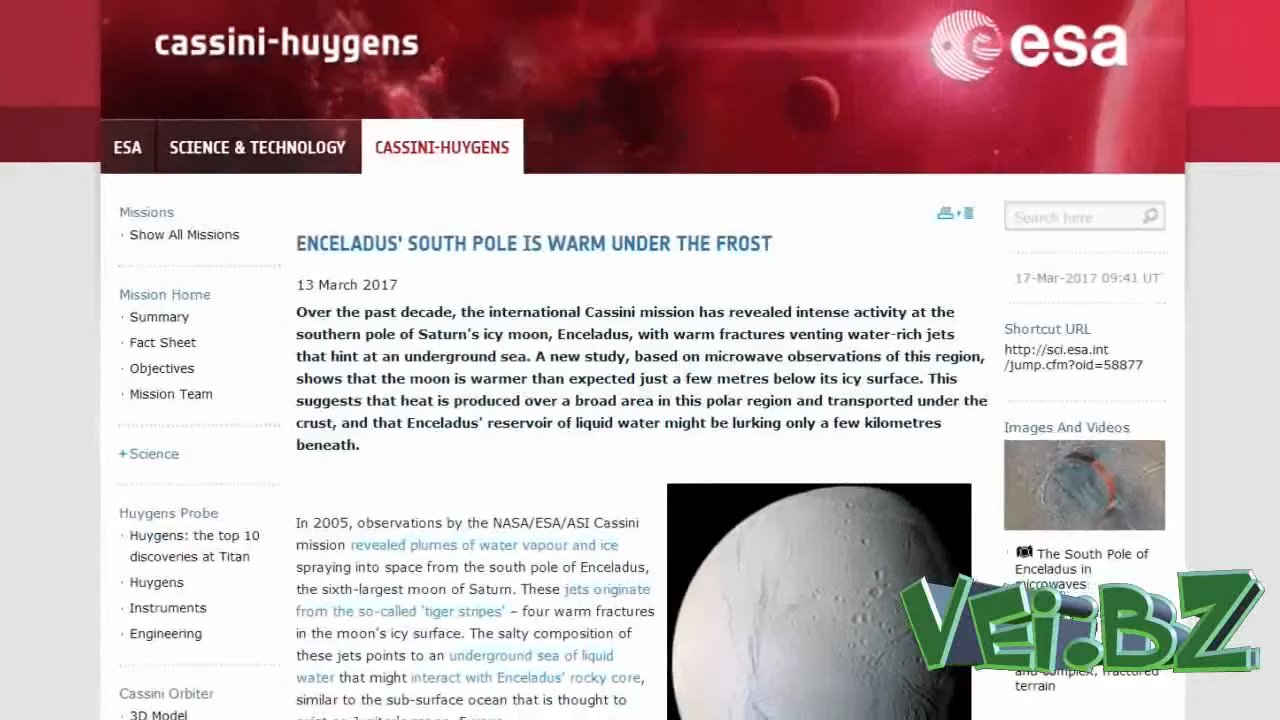 cassini-huygens
esa
ESA
SCIENCE & TECHNOLOGY
CASSINI-HUYGENS
Missions
· Show All Missions
Mission Home
· Summary
· Fact Sheet
· Objectives
· Mission Team
+Science
Huygens Probe
· Huygens: the top 10
discoveries at Titan
· Huygens
· Instruments
· Engineering
Cassini Orbiter
· 3D Model
ENCELADUS' SOUTH POLE IS WARM UNDER THE FROST
13 March 2017
Over the past decade, the international Cassini mission has revealed intense activity at the
southern pole of Saturn's icy moon, Enceladus, with warm fractures venting water-rich jets
that hint at an underground sea. A new study, based on microwave observations of this region,
shows that the moon is warmer than expected just a few metres below its icy surface. This
suggests that heat is produced over a broad area in this polar region and transported under the
crust, and that Enceladus' reservoir of liquid water might be lurking only a few kilometres
beneath.
In 2005, observations by the NASA/ESA/ASI Cassini
mission revealed plumes of water vapour and ice
spraying into space from the south pole of Enceladus,
the sixth-largest moon of Saturn. These jets originate
from the so-called 'tiger stripes' – four warm fractures
in the moon's icy surface. The salty composition of
these jets points to an underground sea of liquid
water that might interact with Enceladus' rocky core,
similar to the sub-surface ocean that is thought to
Search here
17-Mar-2017 09:41 UT
Shortcut URL
http://sci.esa.int
/jump.cfm?oid=58877
Images And Videos
· The South Pole of
Enceladus in
microwaves
VEi:BZ
and complex, fractured
terrain